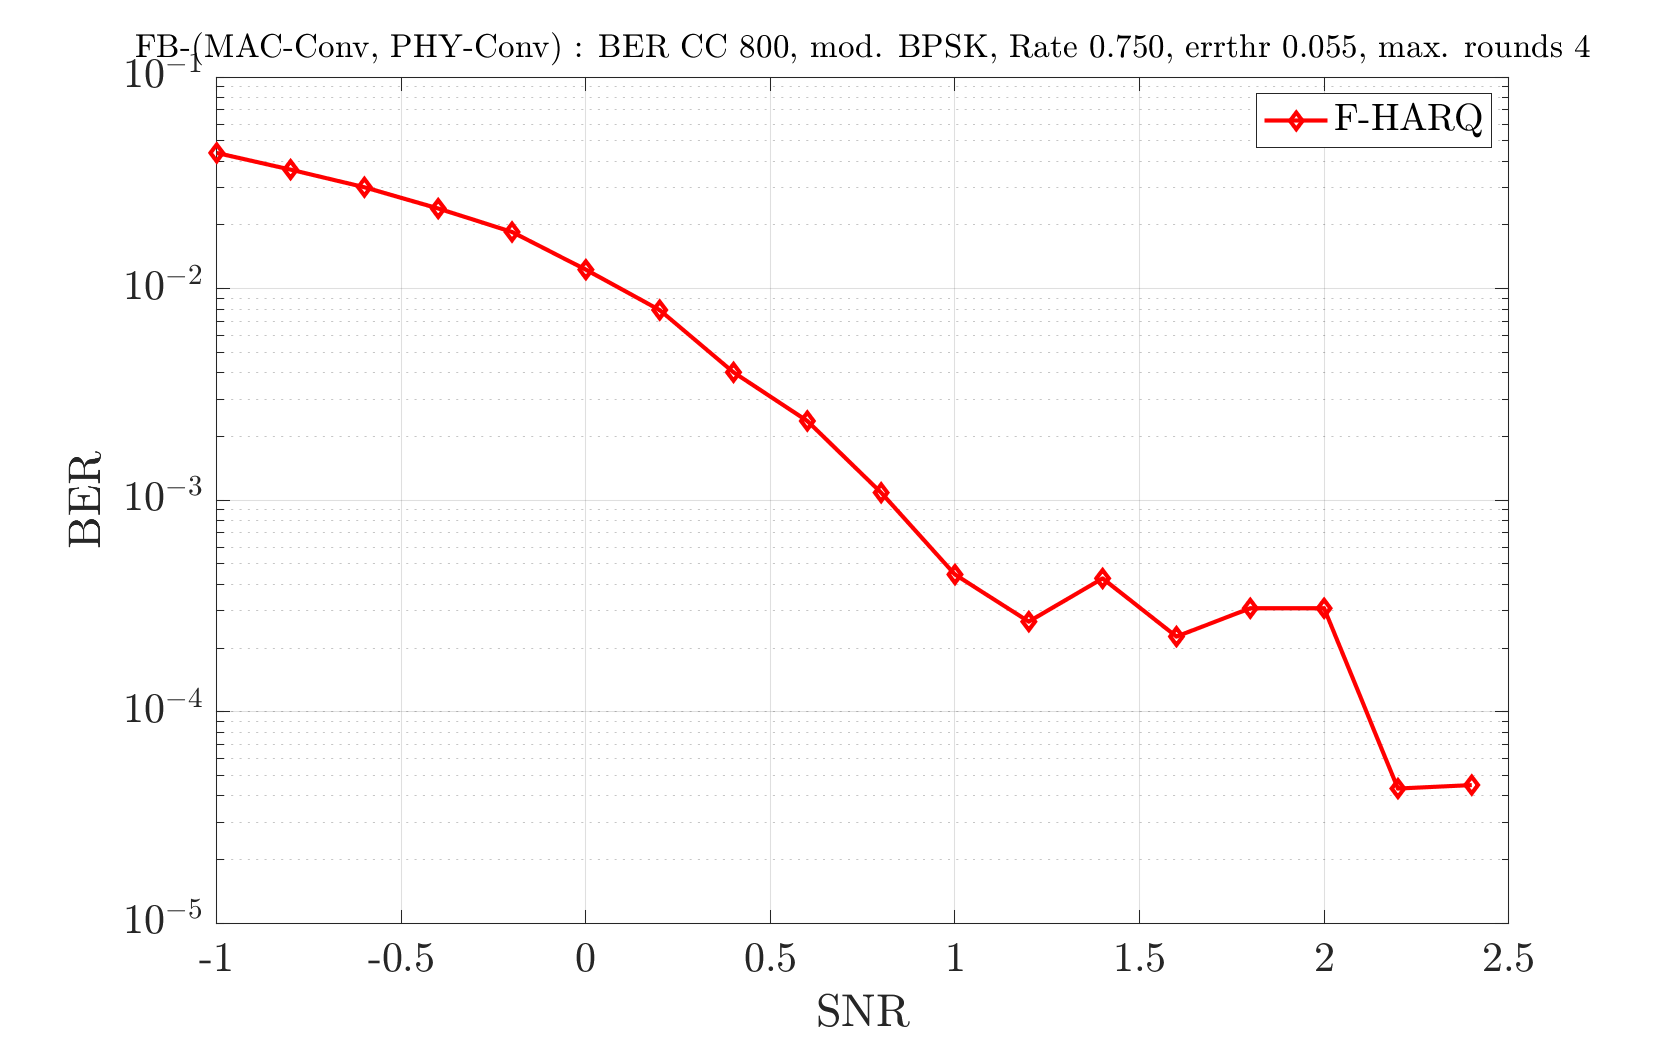 FB-(MAC-Conv, PHY-Conv) : BER CC 800, mod. BPSK, Rate 0.750, errthr 0.055, max. rounds 4
F-HARQ
10^{-1}
10^{-2}
10^{-3}
10^{-4}
10^{-5}
BER
-1 -0.5 0 0.5 1 1.5 2 2.5
SNR